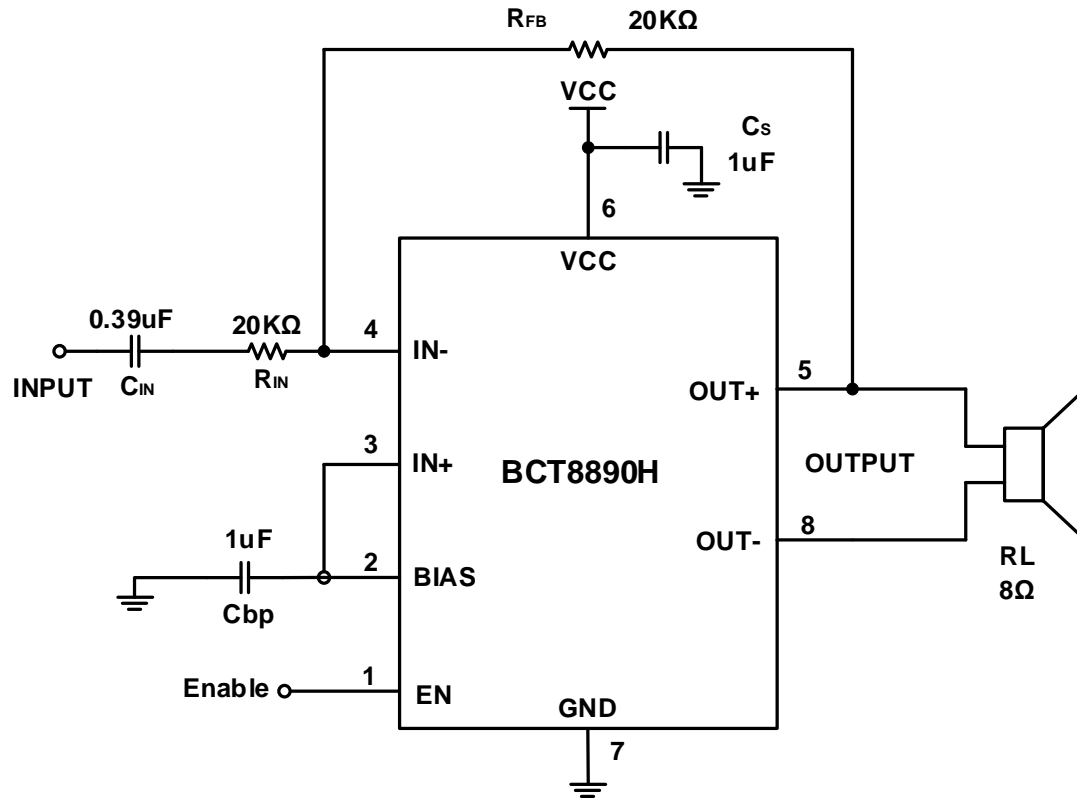 RFB 20KΩ
VCC
Cs
1uF
6
VCC
0.39uF
20KΩ
4
IN-
INPUT
CIN
RIN
5
OUT+
3
IN+
BCT8890H
OUTPUT
1uF
2
BIAS
8
OUT-
Cbp
RL
8Ω
Enable
1
EN
GND
7